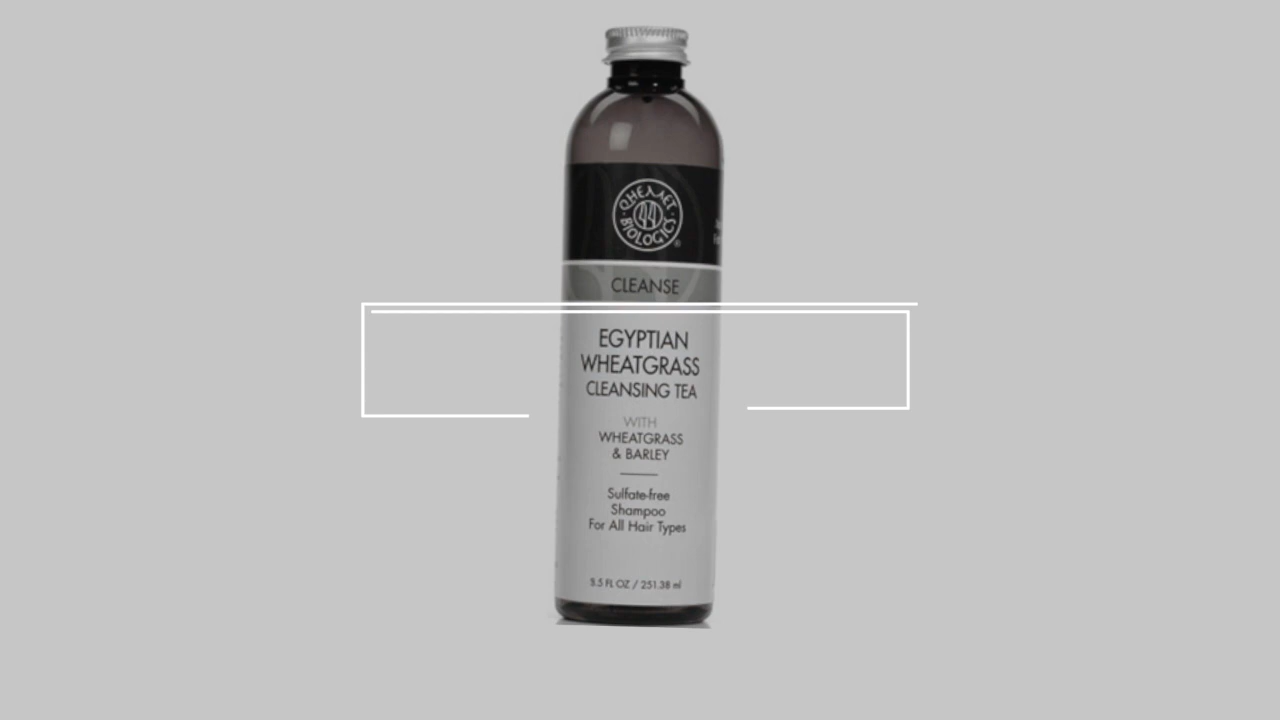 QHEMET
BIOLOGICS
®
CLEANSE
EGYPTIAN
WHEATGRASS
CLEANSING TEA
WITH
WHEATGRASS
& BARLEY
Sulfate-free
Shampoo
For All Hair Types
8.5 FL OZ / 251.38 ml